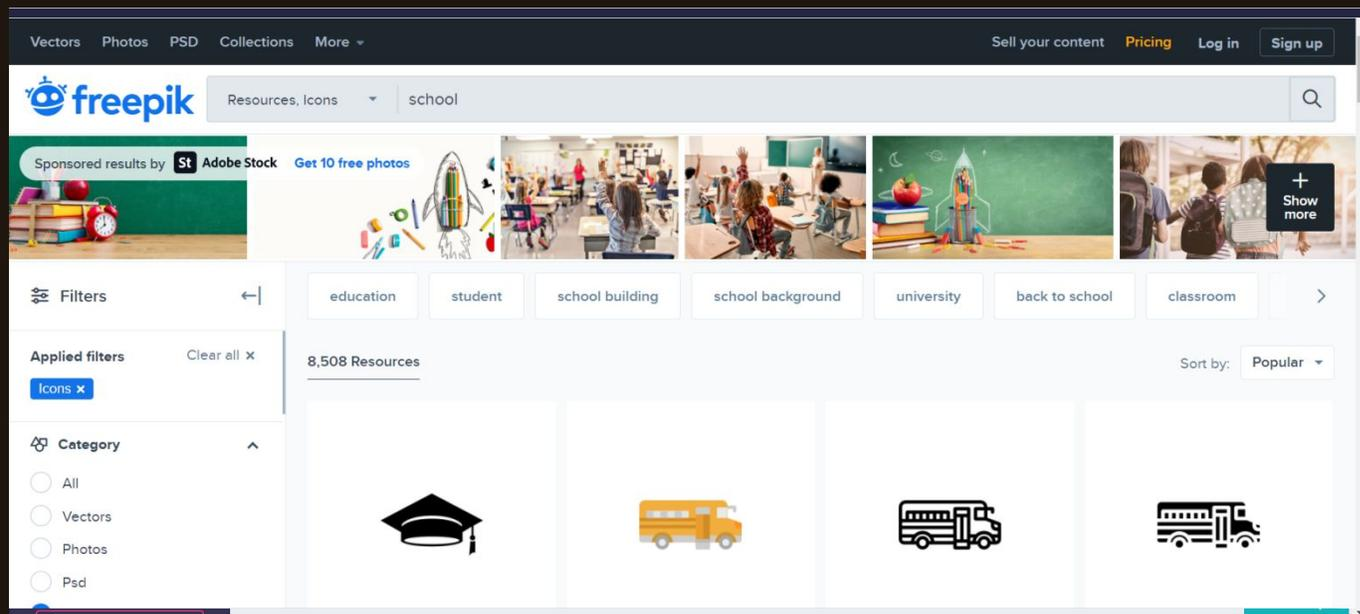 Vectors Photos PSD Collections More Sell your content Pricing Log in Sign up
freepik Resources, Icons school
Sponsored results by St Adobe Stock Get 10 free photos
+ Show
more
Filters education student school building school background university back to school classroom
Applied filters Clear all ×
8,508 Resources Sort by: Popular
Icons ×
Category
All
Vectors
Photos
Psd